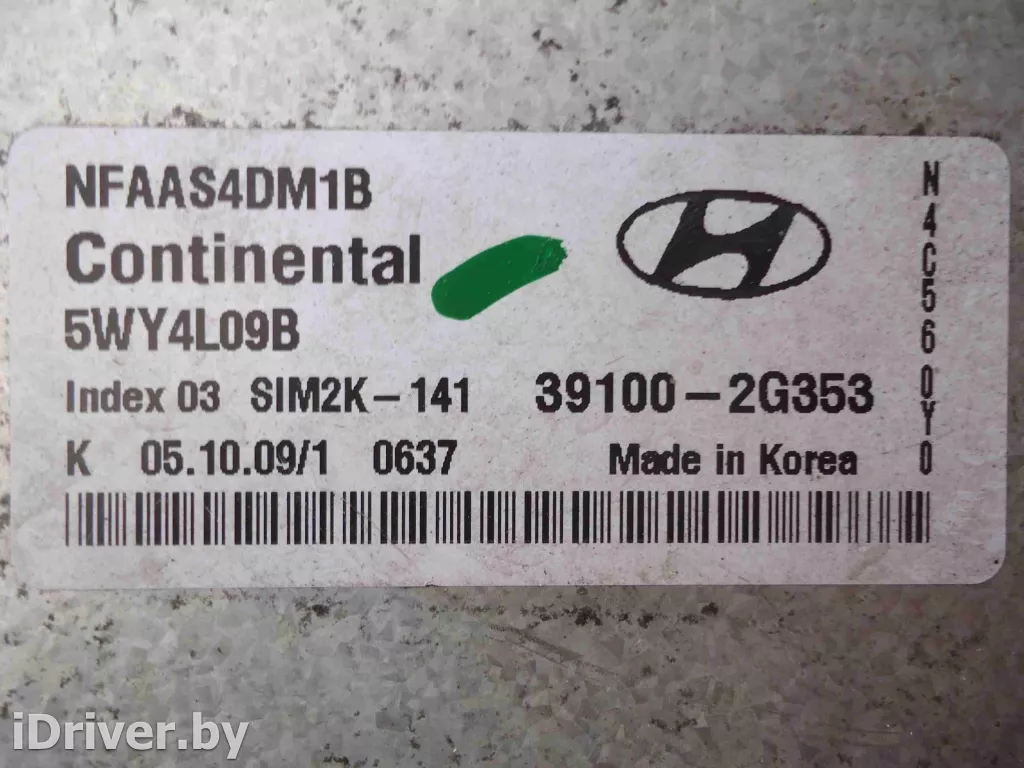 NFAAS4DM1B
Continental
5WY4L09B
Index 03 SIM2K-141 39100-2G353
K 05.10.09/1 0637 Made in Korea
N4C560Y0
iDriver.by